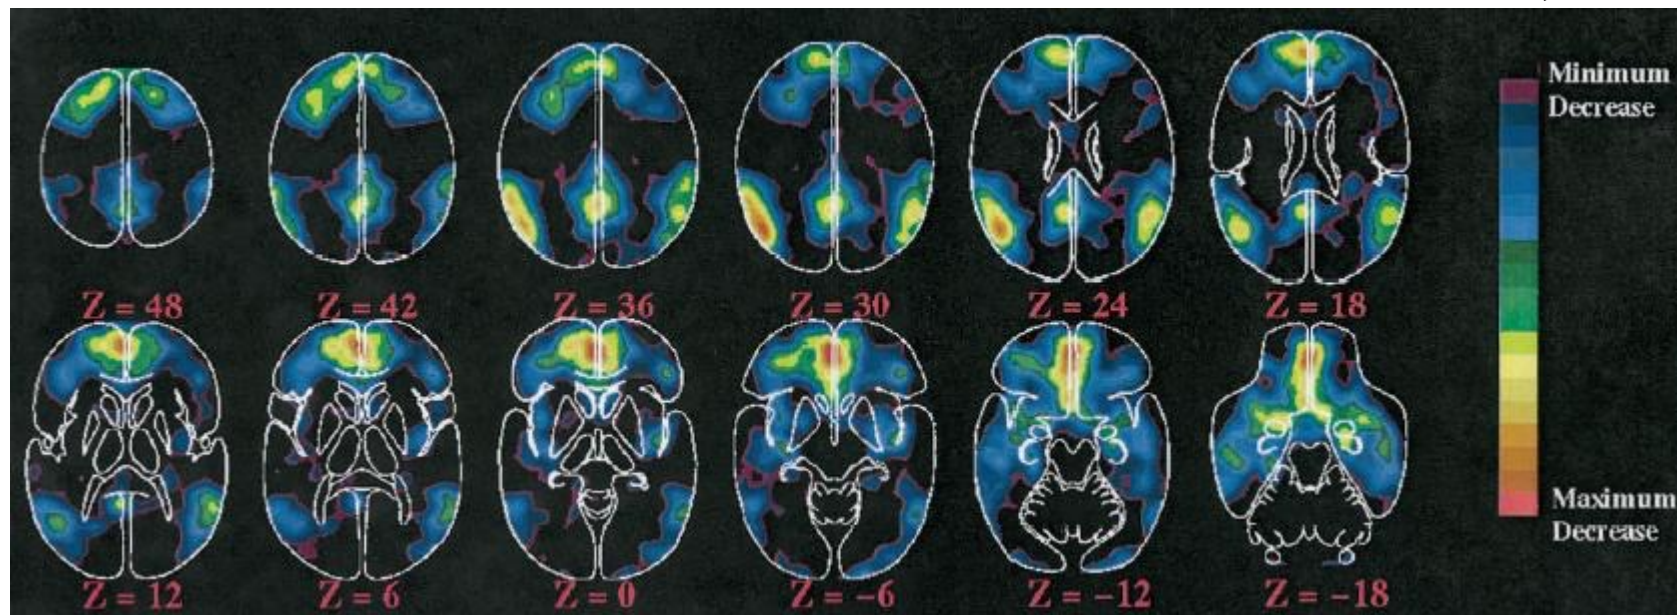 Minimum
Decrease
Z = 48
Z = 42
Z = 36
Z = 30
Z = 24
Z = 18
Maximum
Decrease
Z = 12
Z = 6
Z = 0
Z = -6
Z = -12
Z = -18